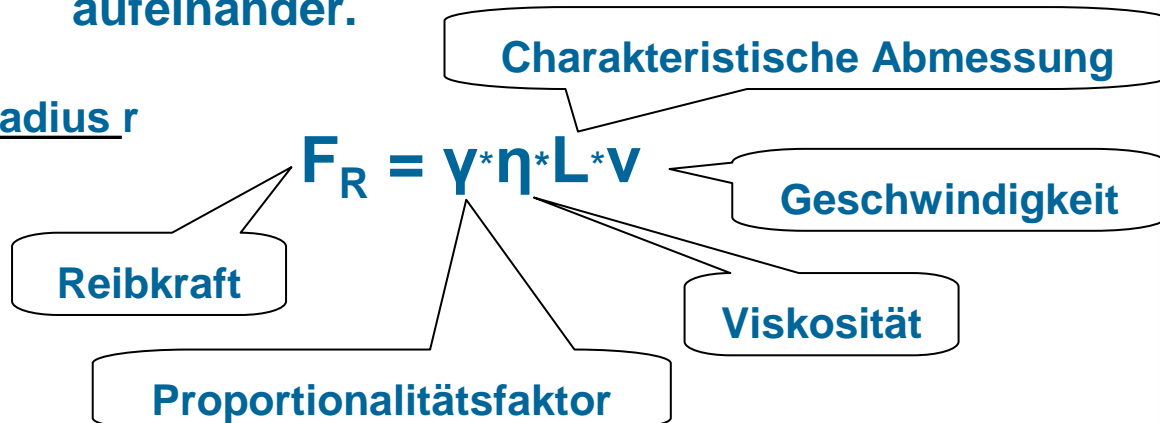 aufeinander.
Charakteristische Abmessung
adius r
F_R = γ*η*L*v
Geschwindigkeit
Reibkraft
Viskosität
Proportionalitätsfaktor